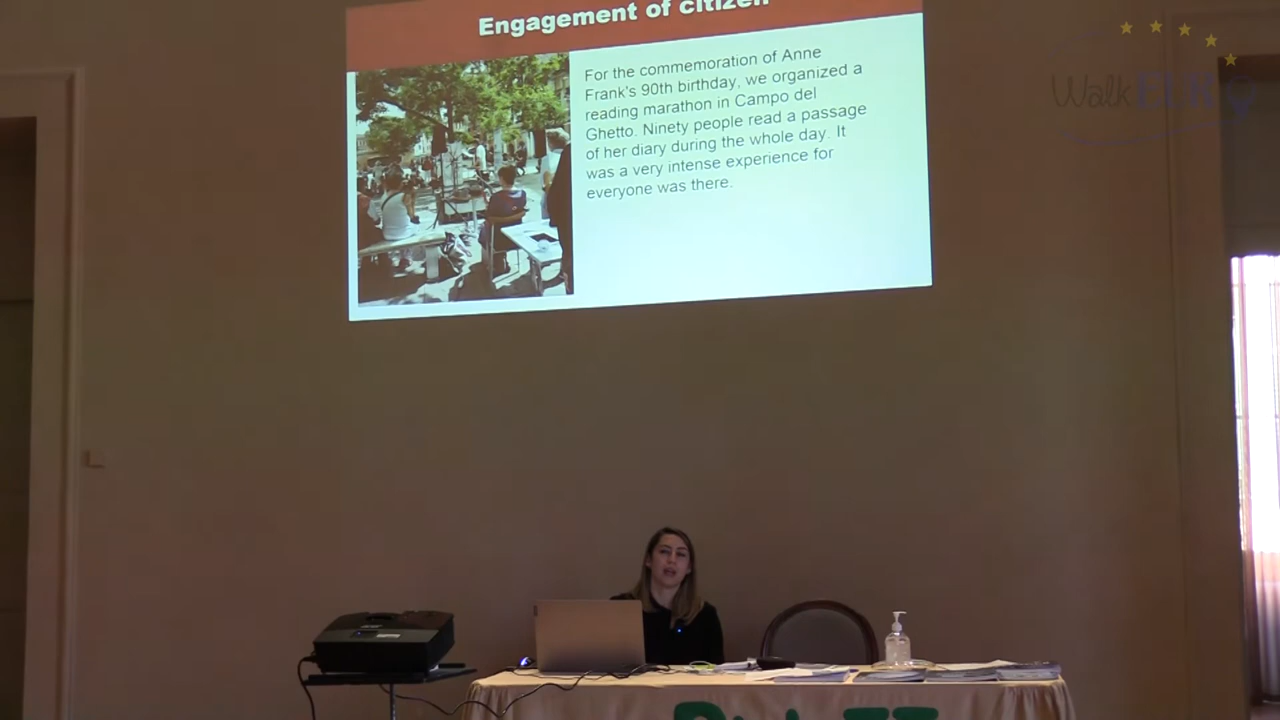 Engagement of citizen
For the commemoration of Anne
Frank's 90th birthday, we organized a
reading marathon in Campo del
Ghetto. Ninety people read a passage
of her diary during the whole day. It
was a very intense experience for
everyone was there.
WalkEUR